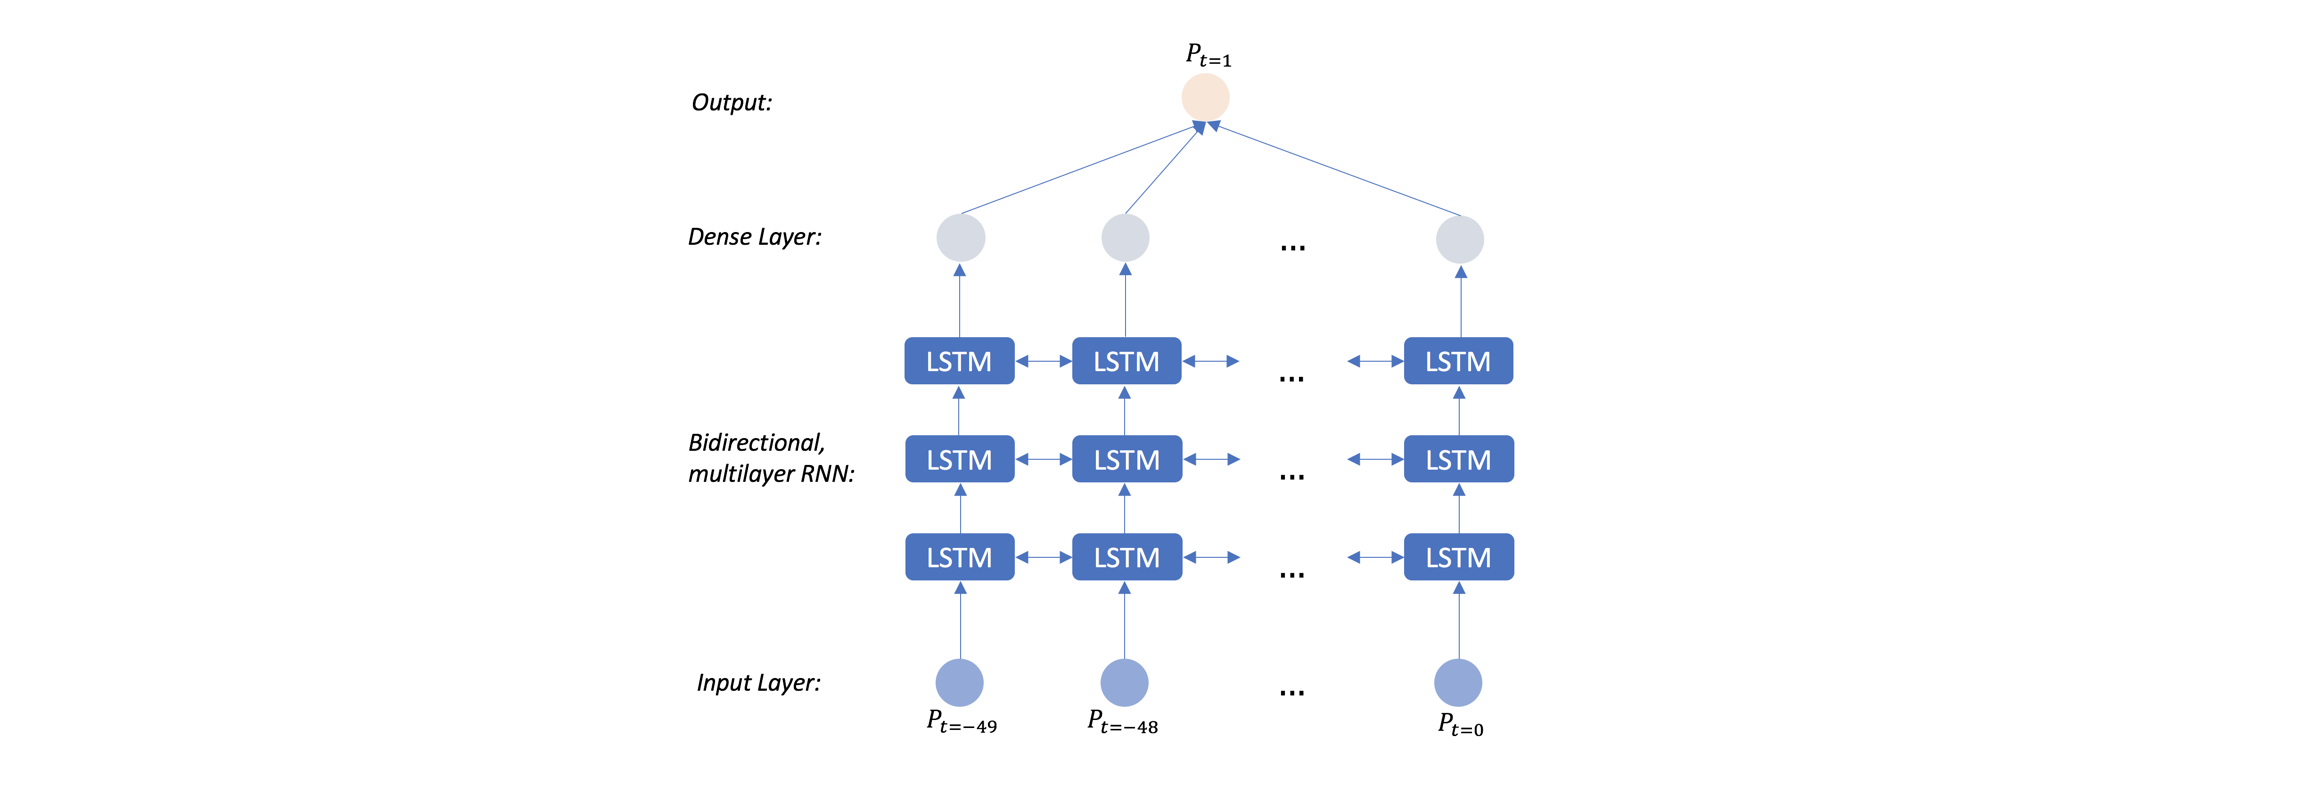 P_{t=1}
Output:
Dense Layer:
...
LSTM LSTM ... LSTM
Bidirectional,
multilayer RNN:
LSTM LSTM ... LSTM
LSTM LSTM ... LSTM
Input Layer:
...
P_{t=−49} P_{t=−48} P_{t=0}